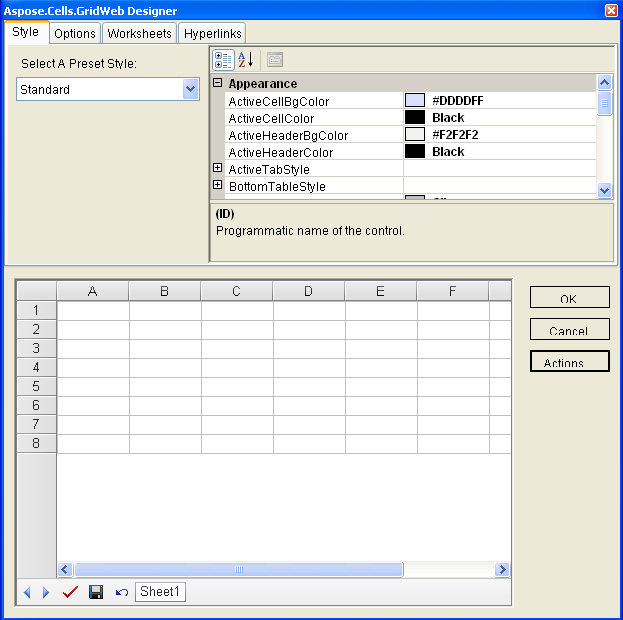 Aspose.Cells.GridWeb Designer
Style Options Worksheets Hyperlinks
Select A Preset Style:
Standard
Appearance
ActiveCellBgColor #DDDDFF
ActiveCellColor Black
ActiveHeaderBgColor #F2F2F2
ActiveHeaderColor Black
ActiveTabStyle
BottomTableStyle
(ID)
Programmatic name of the control.
A B C D E F
1
2
3
4
5
6
7
8
OK
Cancel
Actions
Sheet1